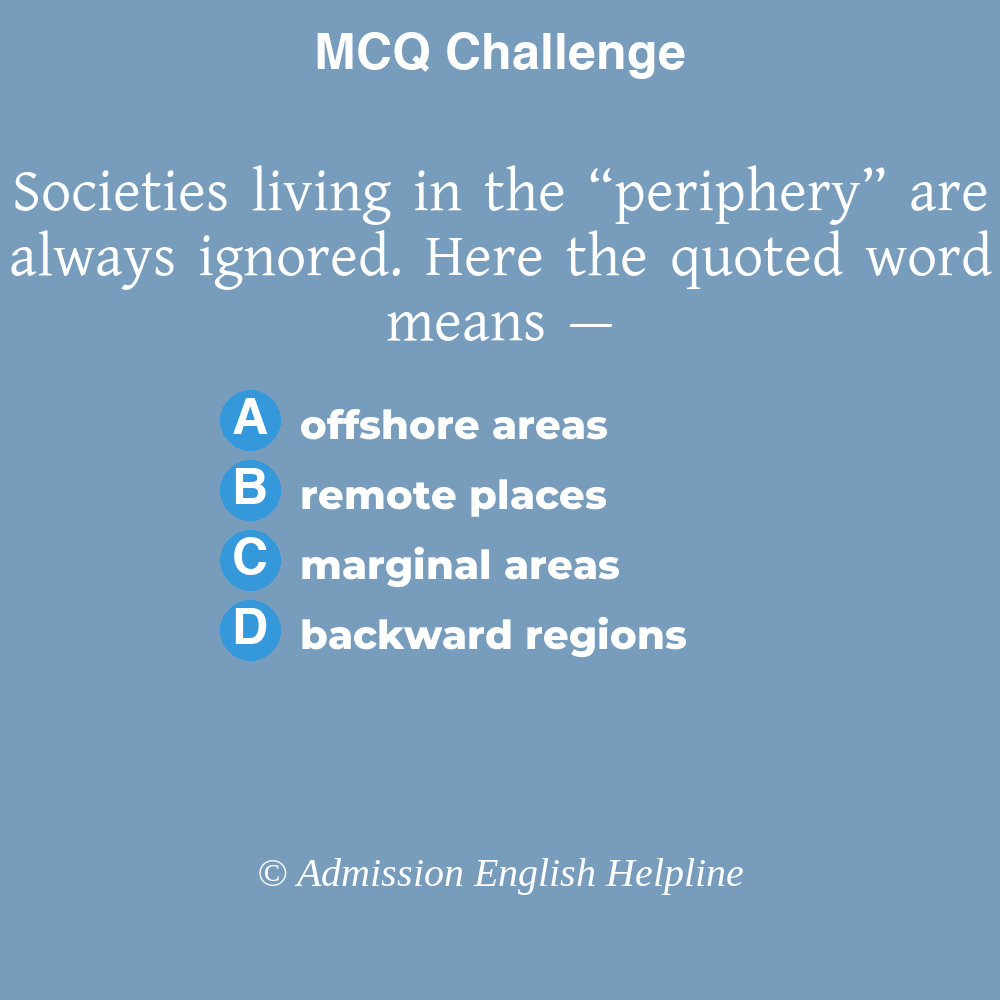 MCQ Challenge
Societies living in the “periphery” are
always ignored. Here the quoted word
means —
A offshore areas
B remote places
C marginal areas
D backward regions
© Admission English Helpline